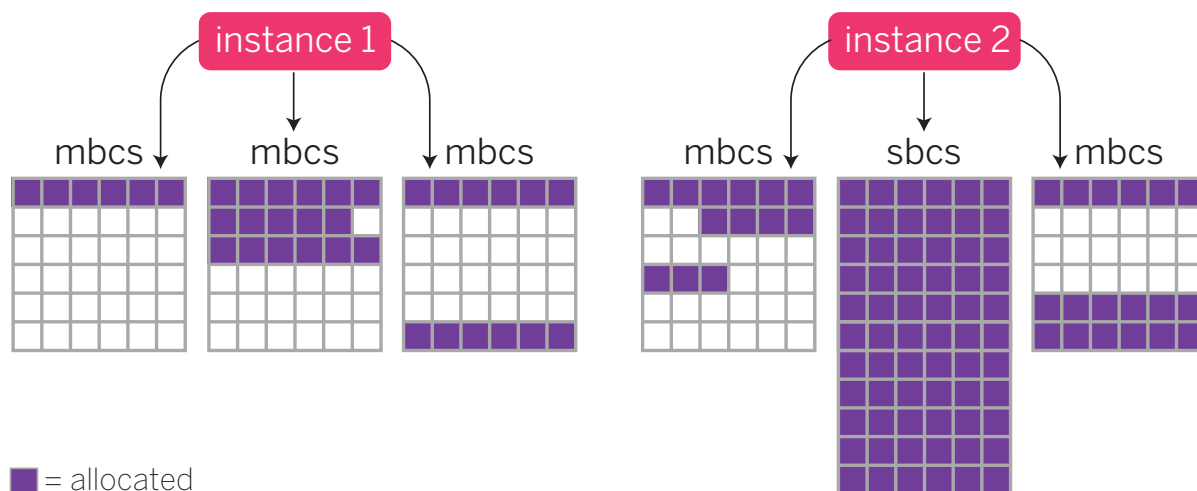 instance 1
instance 2
mbcs
mbcs
mbcs
mbcs
sbcs
mbcs
= allocated